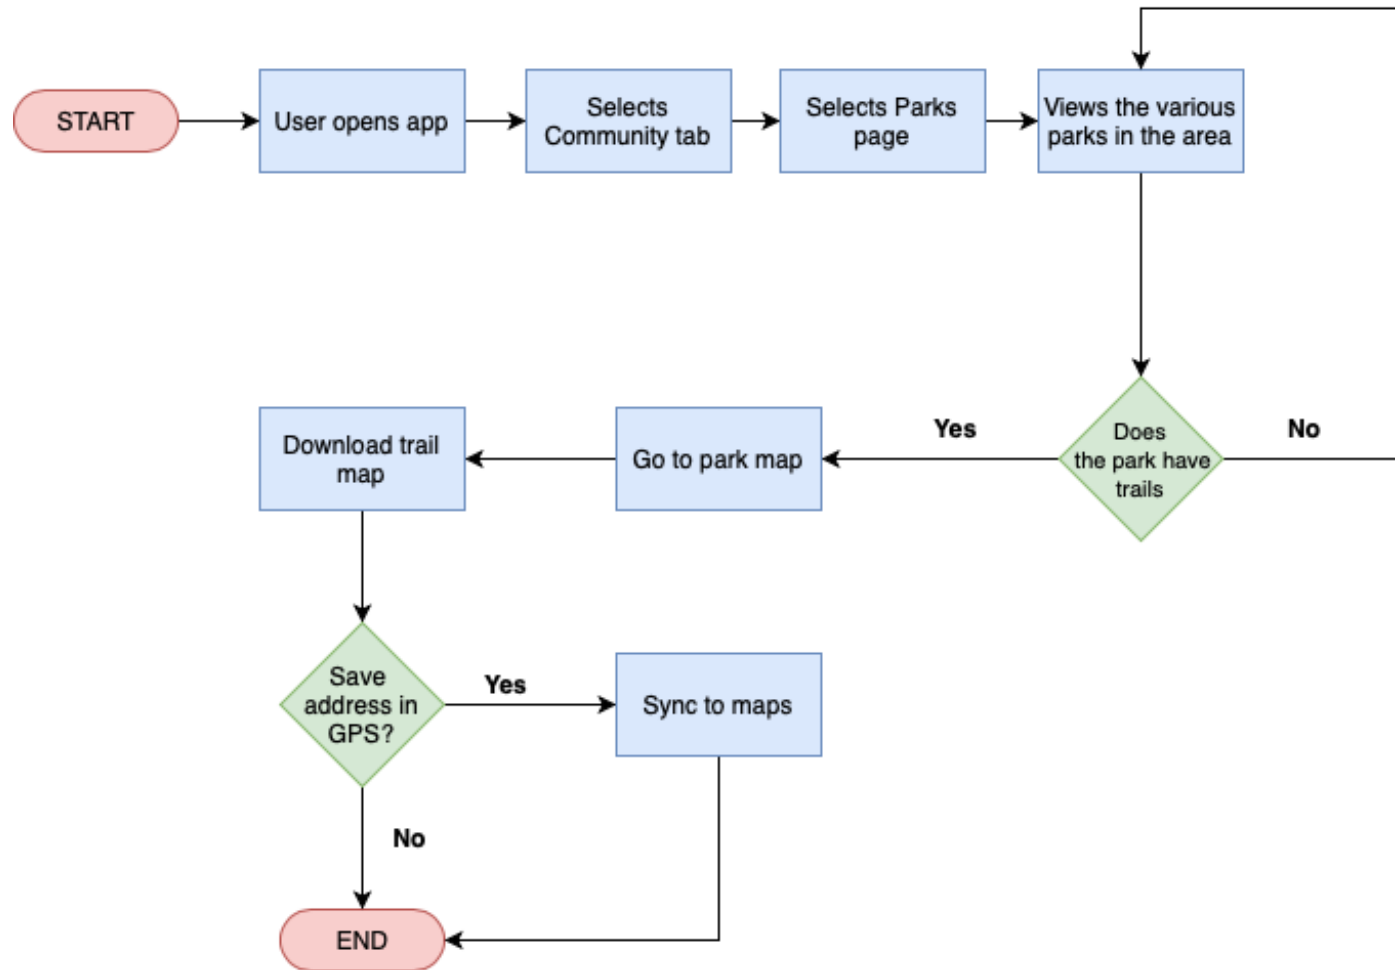 START
User opens app
Selects
Community tab
Selects Parks
page
Views the various
parks in the area
Does
the park have
trails
Yes
No
Go to park map
Download trail
map
Save
address in
GPS?
Yes
Sync to maps
No
END